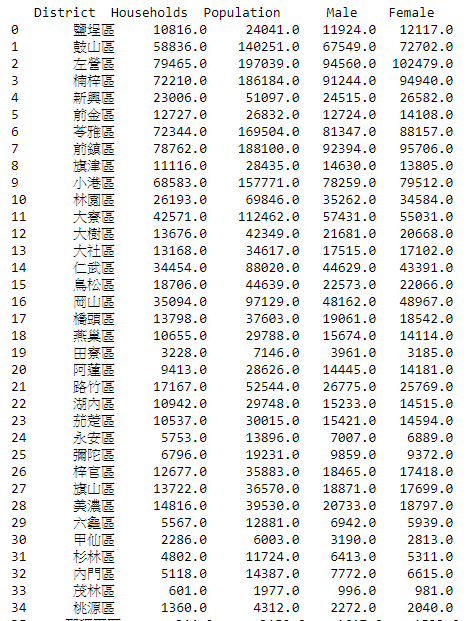 District Households Population Male Female
0 鹽埕區 10816.0 24041.0 11924.0 12117.0
1 鼓山區 58836.0 140251.0 67549.0 72702.0
2 左營區 79465.0 197039.0 94560.0 102479.0
3 楠梓區 72210.0 186184.0 91244.0 94940.0
4 新興區 23006.0 51097.0 24515.0 26582.0
5 前金區 12727.0 26832.0 12724.0 14108.0
6 苓雅區 72344.0 169504.0 81347.0 88157.0
7 前鎮區 78762.0 188100.0 92394.0 95706.0
8 旗津區 11116.0 28435.0 14630.0 13805.0
9 小港區 68583.0 157771.0 78259.0 79512.0
10 林園區 26193.0 69846.0 35262.0 34584.0
11 大寮區 42571.0 112462.0 57431.0 55031.0
12 大樹區 13676.0 42349.0 21681.0 20668.0
13 大社區 13168.0 34617.0 17515.0 17102.0
14 仁武區 34454.0 88020.0 44629.0 43391.0
15 鳥松區 18706.0 44639.0 22573.0 22066.0
16 岡山區 35094.0 97129.0 48162.0 48967.0
17 橋頭區 13798.0 37603.0 19061.0 18542.0
18 燕巢區 10655.0 29788.0 15674.0 14114.0
19 田寮區 3228.0 7146.0 3961.0 3185.0
20 阿蓮區 9413.0 28626.0 14445.0 14181.0
21 路竹區 17167.0 52544.0 26775.0 25769.0
22 湖內區 10942.0 29748.0 15233.0 14515.0
23 茄萣區 10537.0 30015.0 15421.0 14594.0
24 永安區 5753.0 13896.0 7007.0 6889.0
25 彌陀區 6796.0 19231.0 9859.0 9372.0
26 梓官區 12677.0 35883.0 18465.0 17418.0
27 旗山區 13722.0 36570.0 18871.0 17699.0
28 美濃區 14816.0 39530.0 20733.0 18797.0
29 六龜區 5567.0 12881.0 6942.0 5939.0
30 甲仙區 2286.0 6003.0 3190.0 2813.0
31 杉林區 4802.0 11724.0 6413.0 5311.0
32 內門區 5118.0 14387.0 7772.0 6615.0
33 茂林區 601.0 1977.0 996.0 981.0
34 桃源區 1360.0 4312.0 2272.0 2040.0